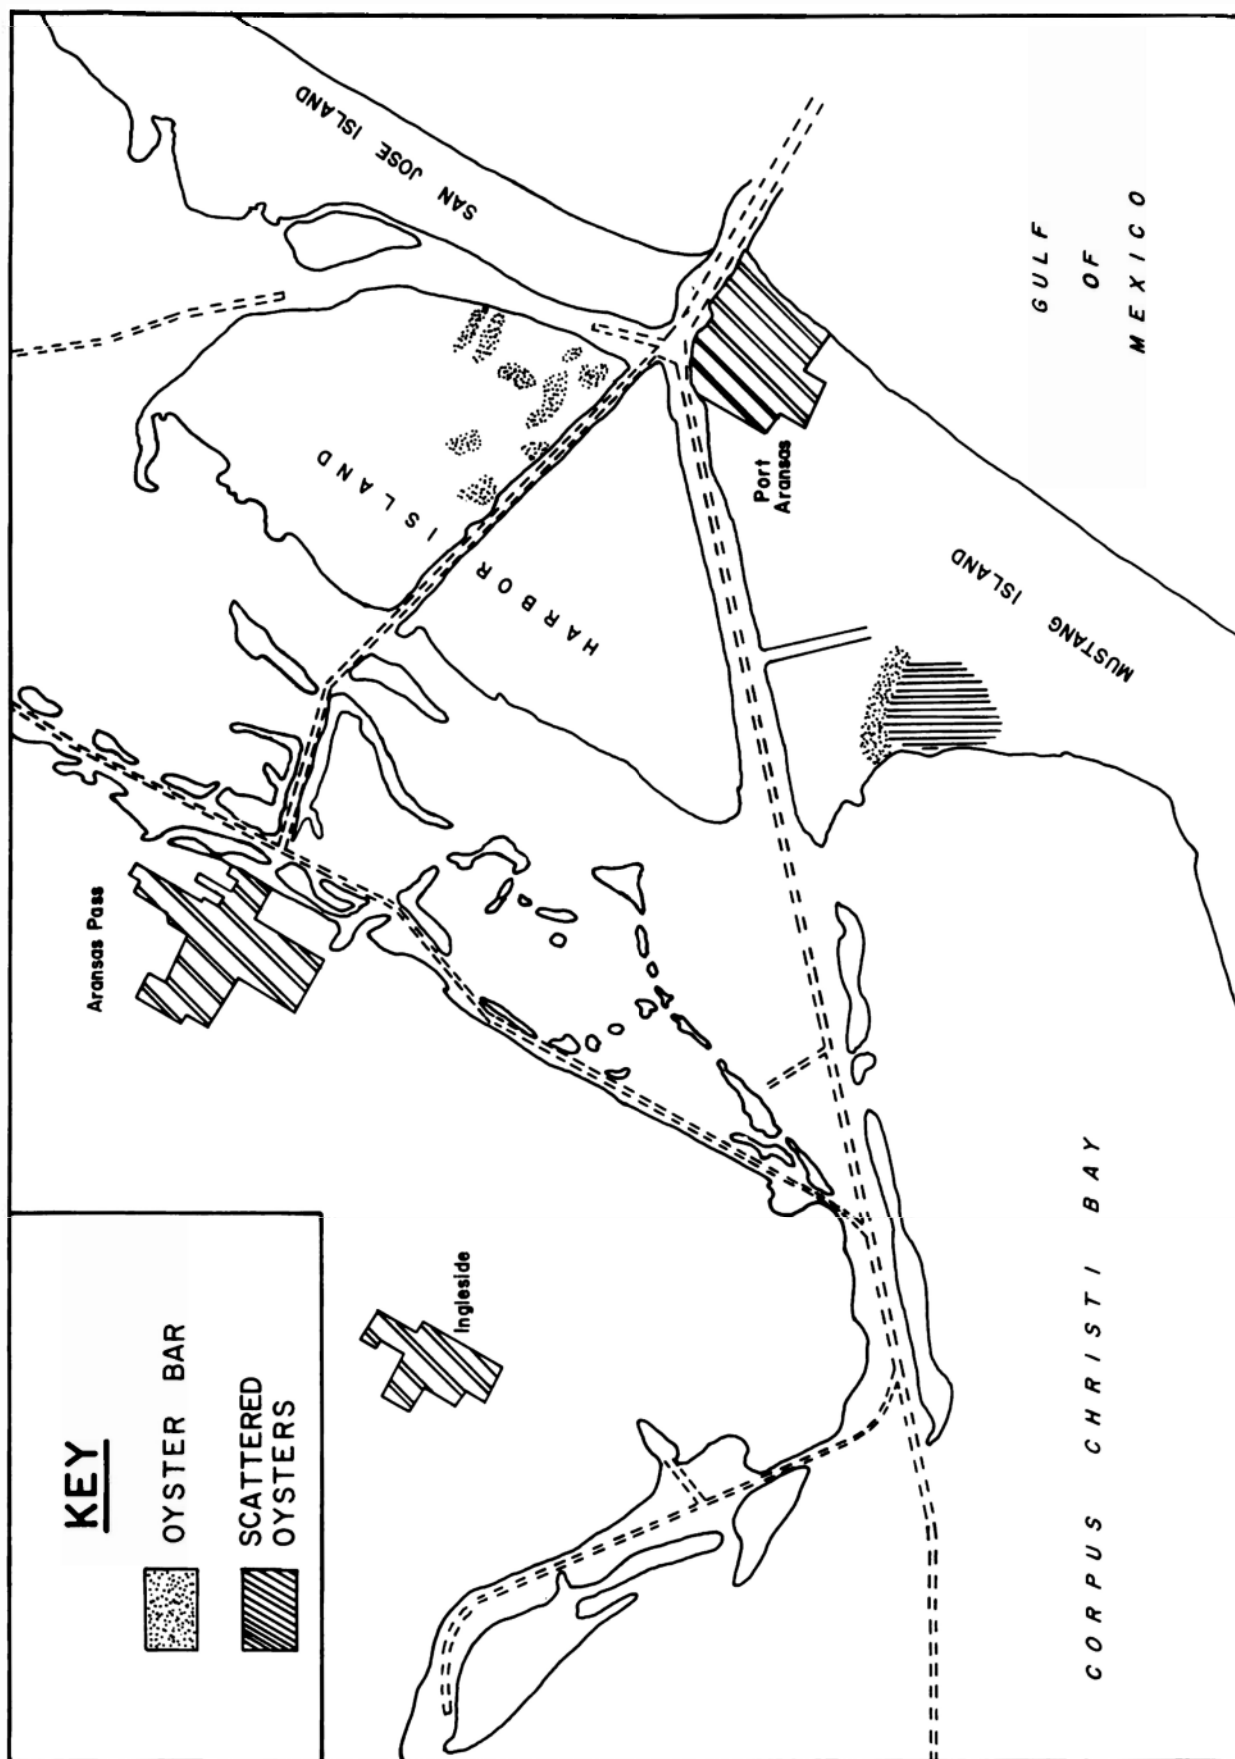 KEY
OYSTER BAR
SCATTERED
OYSTERS
Aransas Pass
Ingleside
SAN JOSE ISLAND
HARBOR
ISLAND
Port
Aransas
MUSTANG ISLAND
GULF
OF
MEXICO
CORPUS CHRISTI BAY